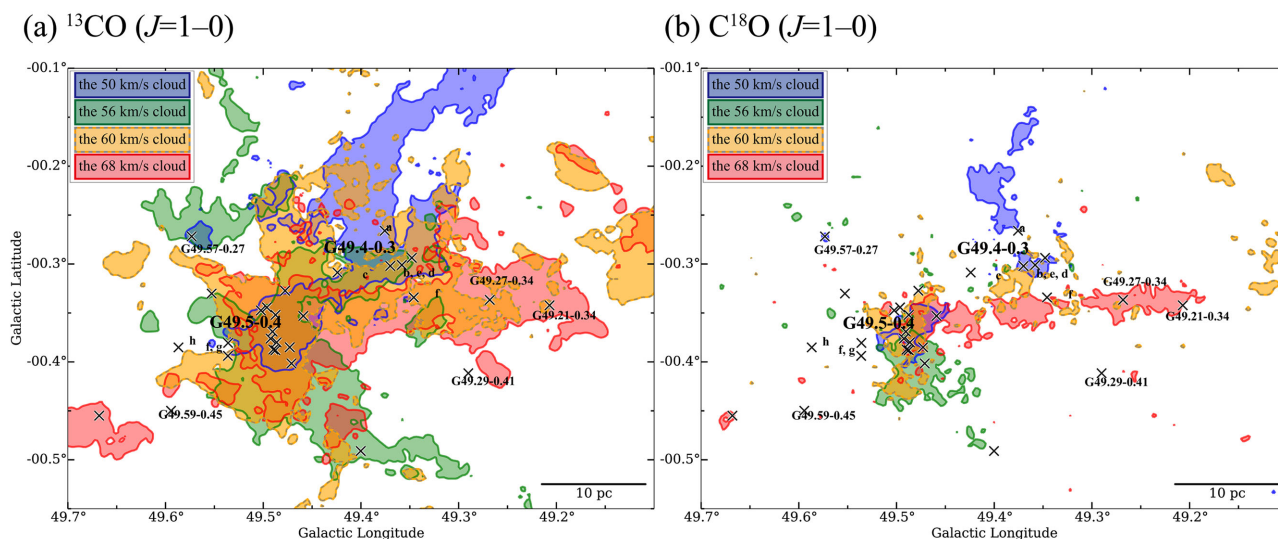 (a) ¹³CO (J=1–0)
the 50 km/s cloud
the 56 km/s cloud
the 60 km/s cloud
the 68 km/s cloud
-00.1°
-00.2°
-00.3°
-00.4°
-00.5°
Galactic Latitude
a
G49.57-0.27
G49.4-0.3
c
b, e, d
G49.27-0.34
f
G49.21-0.34
G49.5-0.4
h
f, g
G49.29-0.41
G49.59-0.45
10 pc
49.7° 49.6° 49.5° 49.4° 49.3° 49.2°
Galactic Longitude
(b) C¹⁸O (J=1–0)
the 50 km/s cloud
the 56 km/s cloud
the 60 km/s cloud
the 68 km/s cloud
-00.1°
-00.2°
-00.3°
-00.4°
-00.5°
a
G49.57-0.27
G49.4-0.3
c
b, e, d
G49.27-0.34
f
G49.21-0.34
G49.5-0.4
h
f, g
G49.29-0.41
G49.59-0.45
10 pc
49.7° 49.6° 49.5° 49.4° 49.3° 49.2°
Galactic Longitude